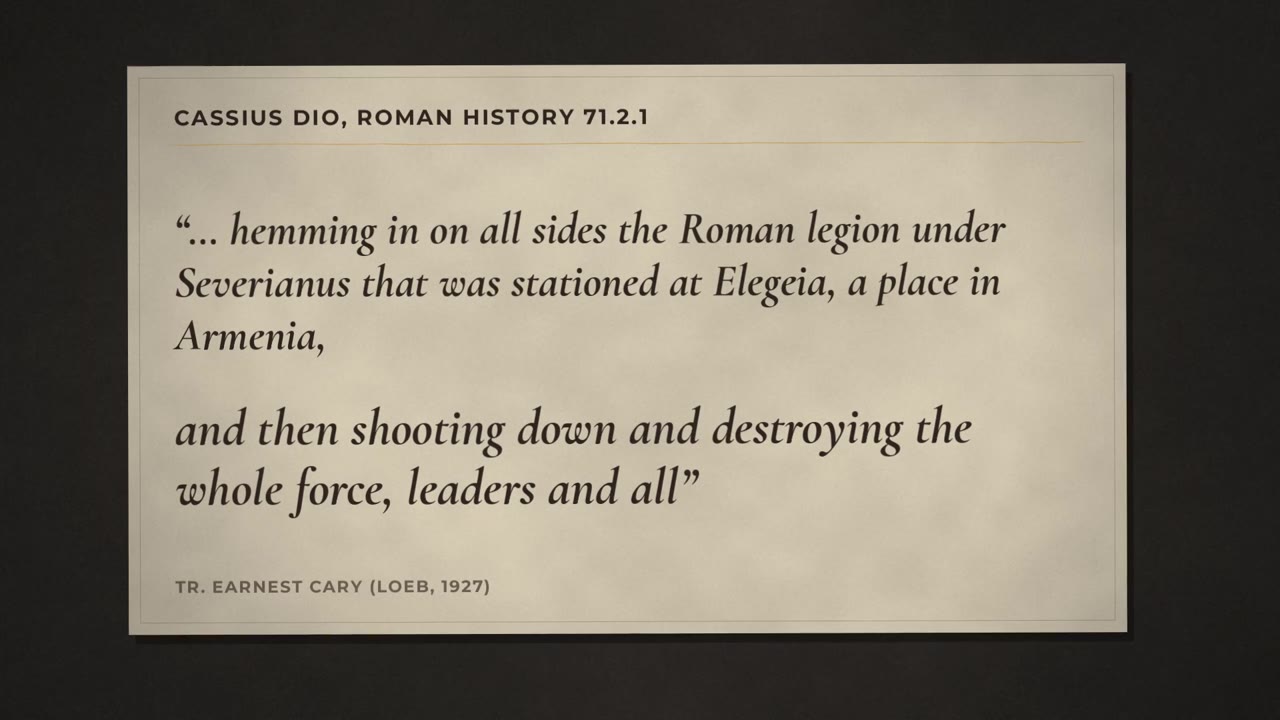 CASSIUS DIO, ROMAN HISTORY 71.2.1
“… hemming in on all sides the Roman legion under
Severianus that was stationed at Elegeia, a place in
Armenia,
and then shooting down and destroying the
whole force, leaders and all”
TR. EARNEST CARY (LOEB, 1927)